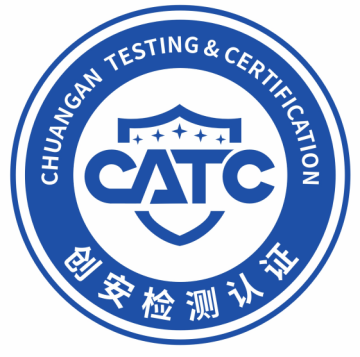 CHUANGAN TESTING & CERTIFICATION
CATC
创安检测认证